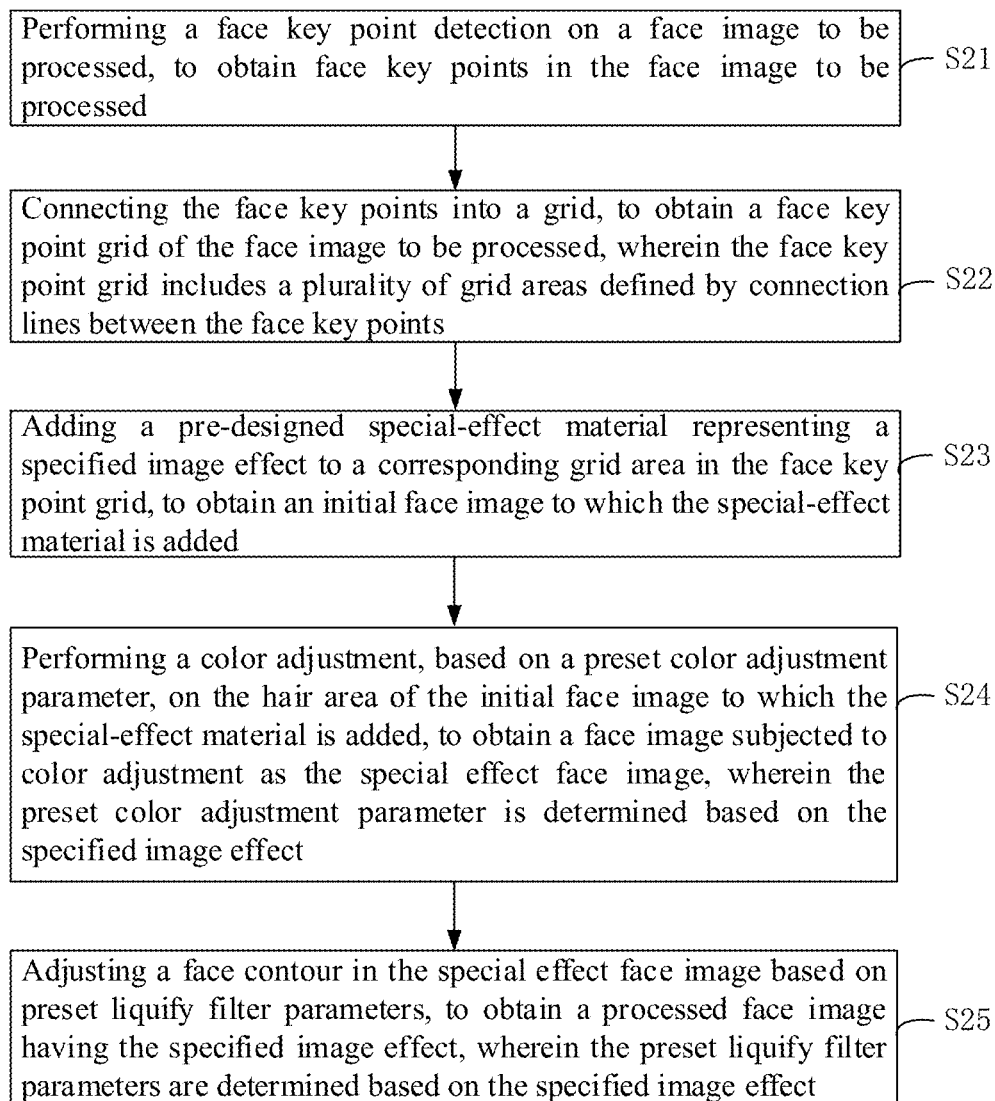 Performing a face key point detection on a face image to be
processed, to obtain face key points in the face image to be
processed
S21
Connecting the face key points into a grid, to obtain a face key
point grid of the face image to be processed, wherein the face key
point grid includes a plurality of grid areas defined by connection
lines between the face key points
S22
Adding a pre-designed special-effect material representing a
specified image effect to a corresponding grid area in the face key
point grid, to obtain an initial face image to which the special-effect
material is added
S23
Performing a color adjustment, based on a preset color adjustment
parameter, on the hair area of the initial face image to which the
special-effect material is added, to obtain a face image subjected to
color adjustment as the special effect face image, wherein the
preset color adjustment parameter is determined based on the
specified image effect
S24
Adjusting a face contour in the special effect face image based on
preset liquify filter parameters, to obtain a processed face image
having the specified image effect, wherein the preset liquify filter
parameters are determined based on the specified image effect
S25